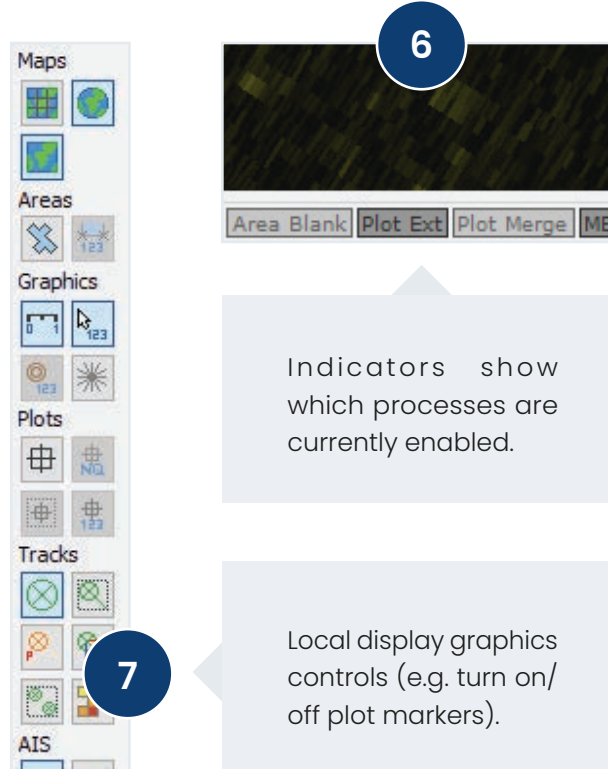 Maps
Areas
123
Graphics
0 1
123
123
Plots
NQ
123
Tracks
P
7
AIS
6
Area Blank Plot Ext Plot Merge
Indicators show
which processes are
currently enabled.
Local display graphics
controls (e.g. turn on/
off plot markers).